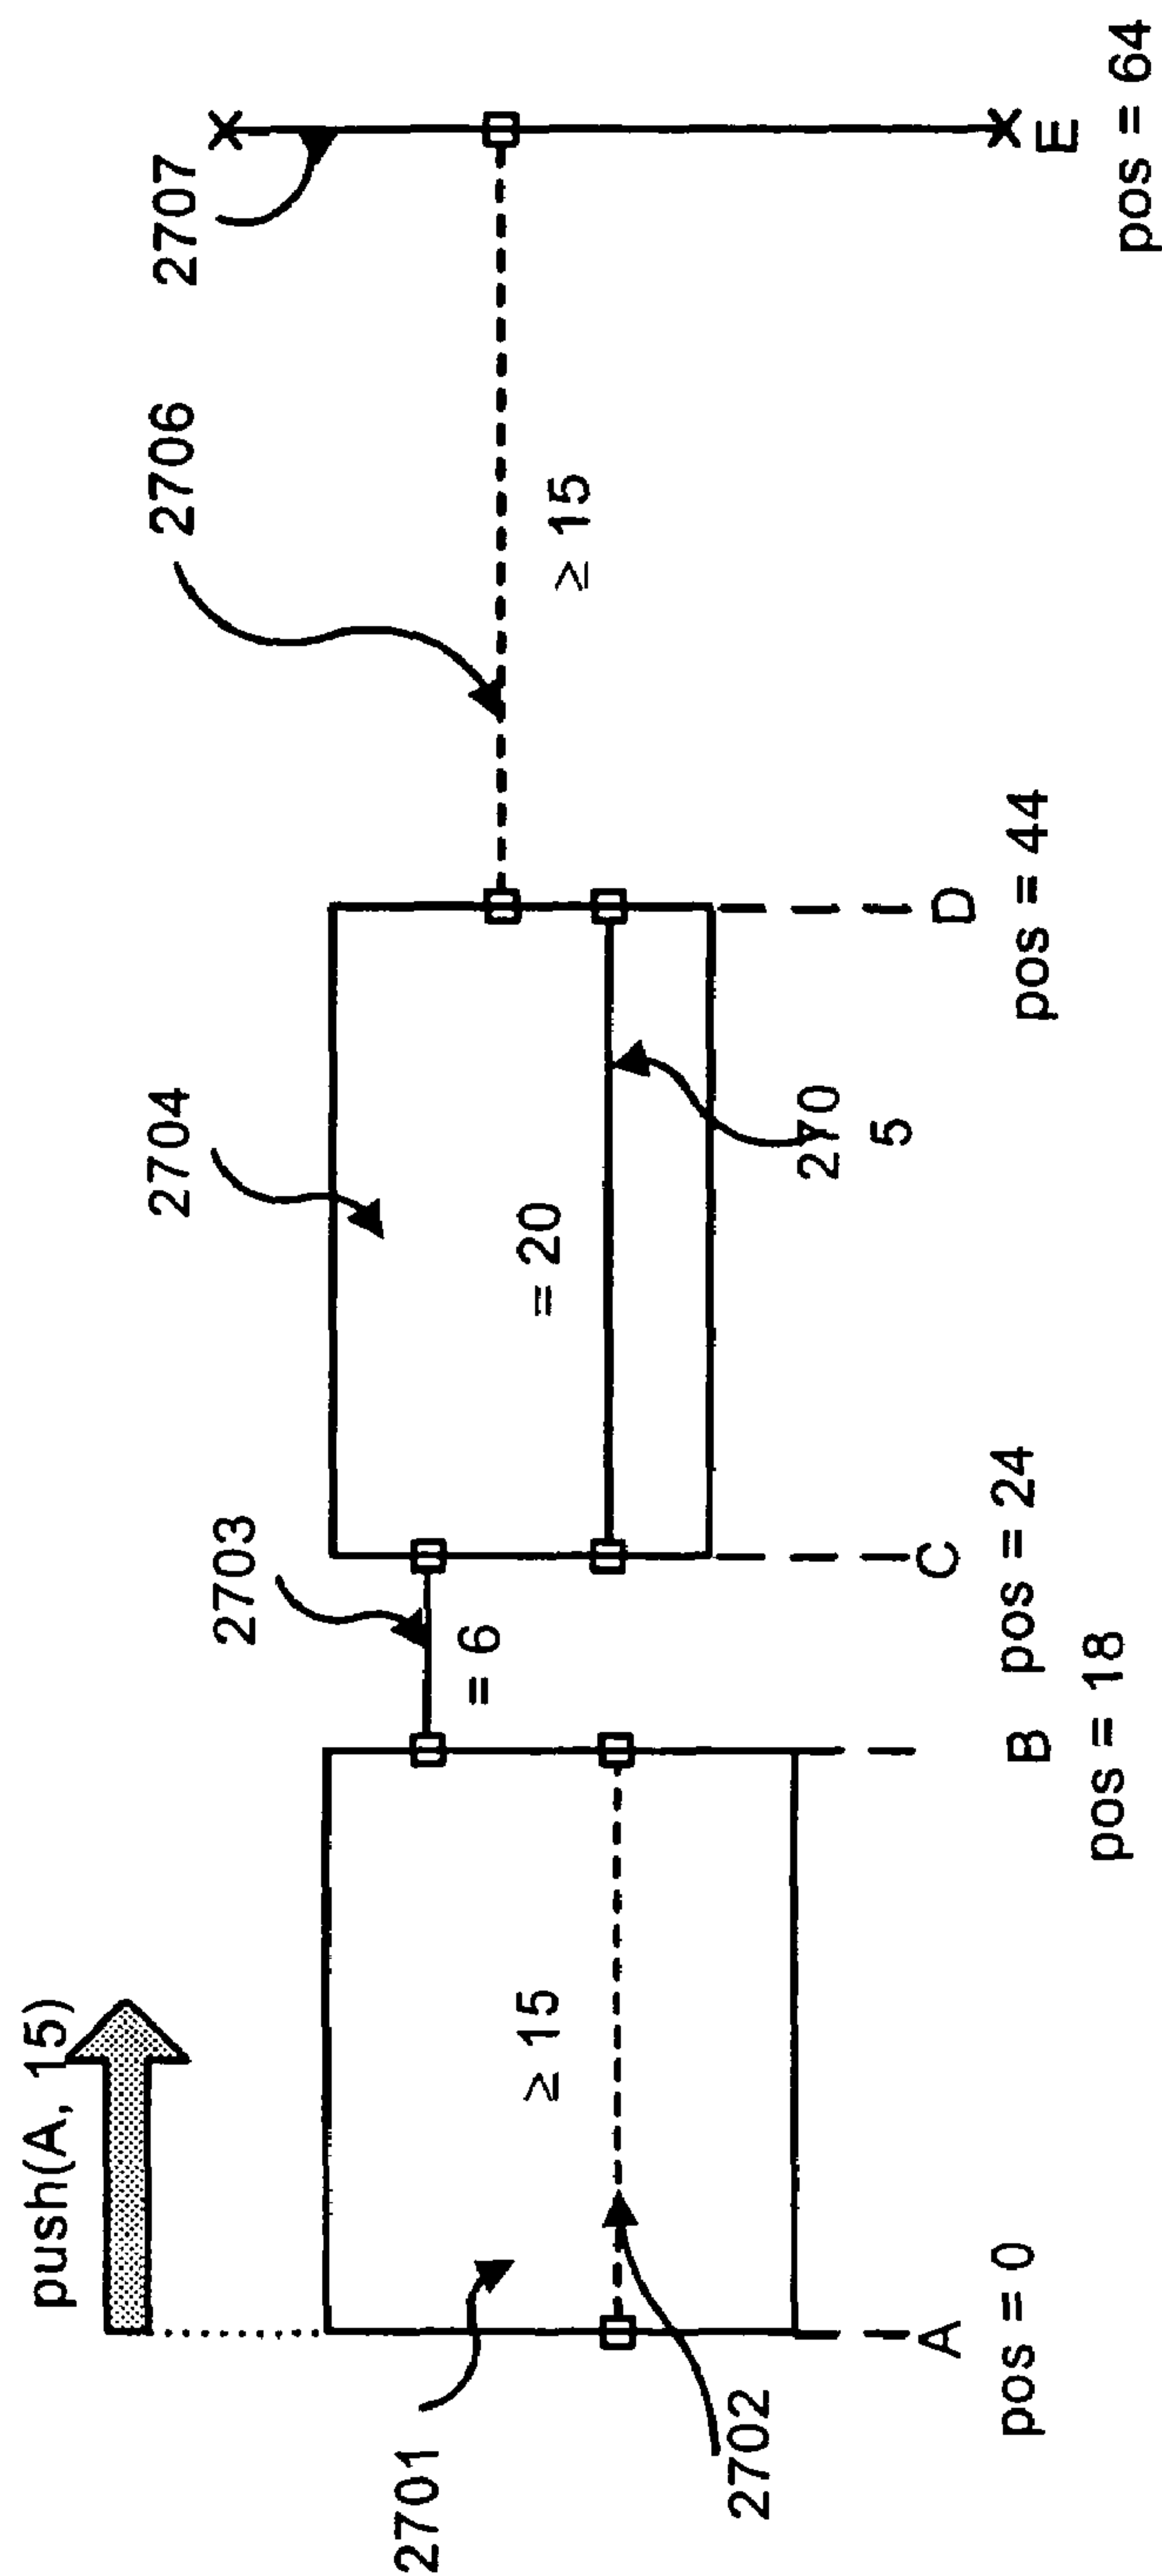 push(A, 15)
2701
2702
≥ 15
2703
= 6
2704
= 20
270
5
2706
≥ 15
2707
A
pos = 0
B
pos = 18
C
pos = 24
D
pos = 44
E
pos = 64